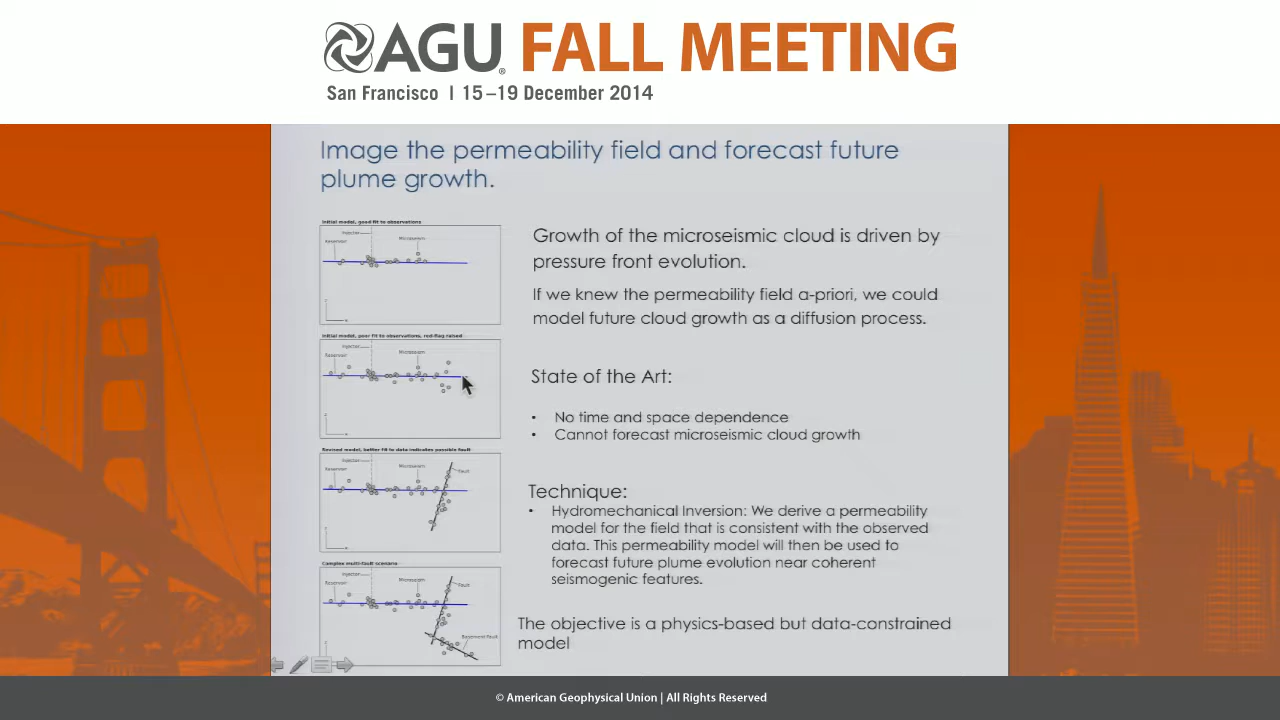 AGU FALL MEETING
San Francisco | 15–19 December 2014
Image the permeability field and forecast future
plume growth.
Initial model, good fit to observations
Injector
Reservoir
Microseism
Growth of the microseismic cloud is driven by
pressure front evolution.
If we knew the permeability field a-priori, we could
model future cloud growth as a diffusion process.
Initial model, poor fit to observations, red-flag raised
Injector
Reservoir
Microseism
State of the Art:
• No time and space dependence
• Cannot forecast microseismic cloud growth
Revised model, better fit to data indicates possible fault
Injector
Reservoir
Microseism
Fault
Technique:
• Hydromechanical Inversion: We derive a permeability
model for the field that is consistent with the observed
data. This permeability model will then be used to
forecast future plume evolution near coherent
seismogenic features.
Complex multi-fault scenario
Injector
Reservoir
Microseism
Fault
Basement Fault
The objective is a physics-based but data-constrained
model
© American Geophysical Union | All Rights Reserved